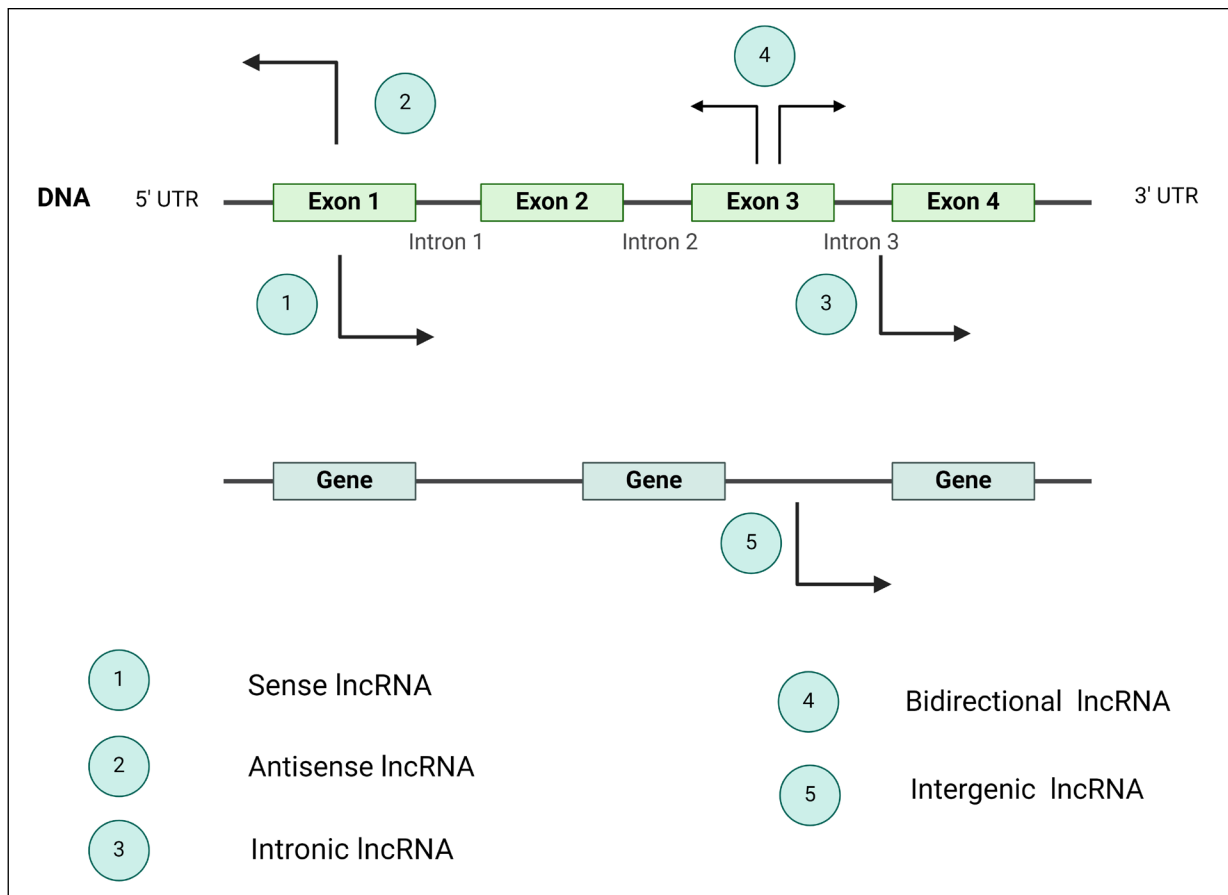 4
2
DNA
5' UTR
Exon 1
Exon 2
Exon 3
Exon 4
3' UTR
Intron 1
Intron 2
Intron 3
1
3
Gene
Gene
Gene
5
1
Sense lncRNA
2
Antisense lncRNA
3
Intronic lncRNA
4
Bidirectional lncRNA
5
Intergenic lncRNA